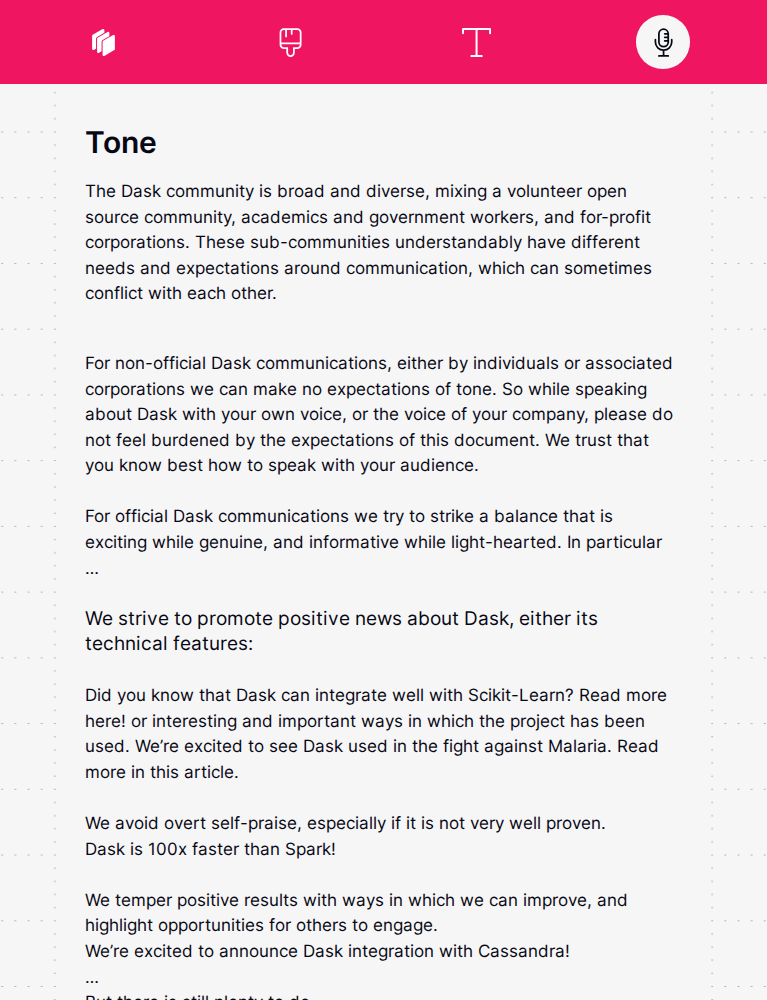 Tone
The Dask community is broad and diverse, mixing a volunteer open
source community, academics and government workers, and for-profit
corporations. These sub-communities understandably have different
needs and expectations around communication, which can sometimes
conflict with each other.
For non-official Dask communications, either by individuals or associated
corporations we can make no expectations of tone. So while speaking
about Dask with your own voice, or the voice of your company, please do
not feel burdened by the expectations of this document. We trust that
you know best how to speak with your audience.
For official Dask communications we try to strike a balance that is
exciting while genuine, and informative while light-hearted. In particular
...
We strive to promote positive news about Dask, either its
technical features:
Did you know that Dask can integrate well with Scikit-Learn? Read more
here! or interesting and important ways in which the project has been
used. We’re excited to see Dask used in the fight against Malaria. Read
more in this article.
We avoid overt self-praise, especially if it is not very well proven.
Dask is 100x faster than Spark!
We temper positive results with ways in which we can improve, and
highlight opportunities for others to engage.
We’re excited to announce Dask integration with Cassandra!
...
But there is still plenty to do